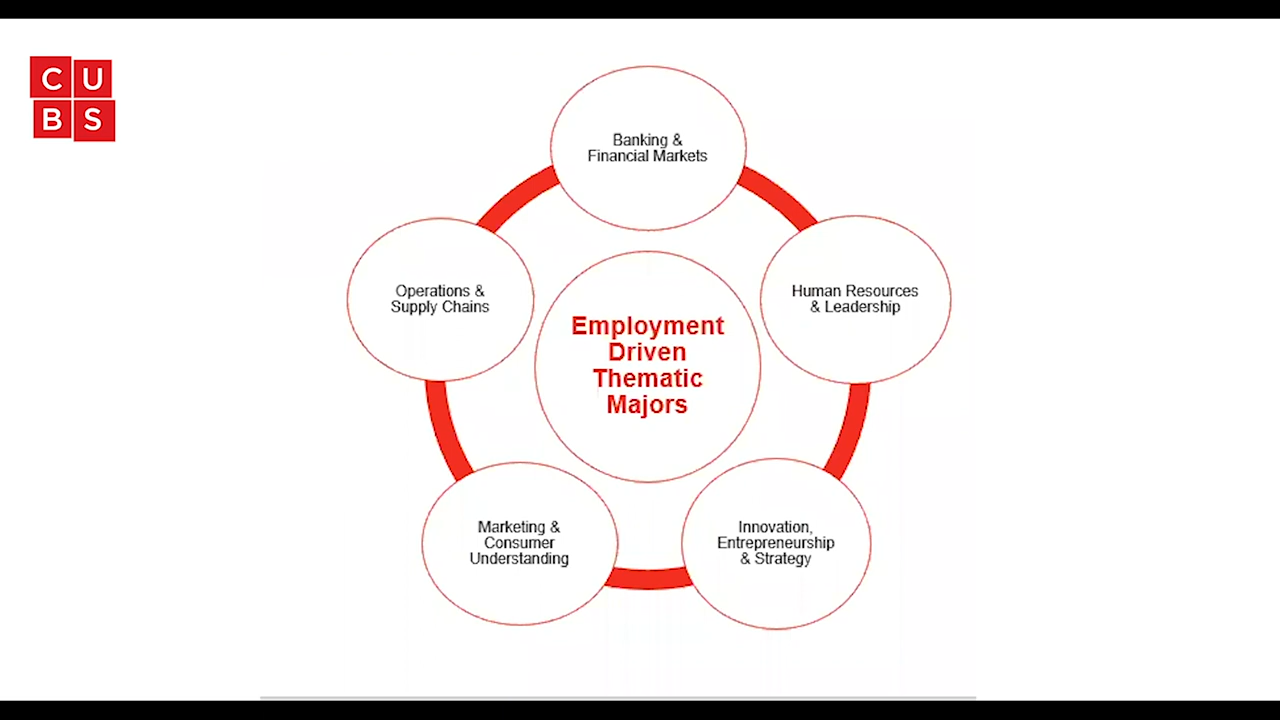 C U
B S
Banking &
Financial Markets
Operations &
Supply Chains
Human Resources
& Leadership
Employment
Driven
Thematic
Majors
Marketing &
Consumer
Understanding
Innovation,
Entrepreneurship
& Strategy